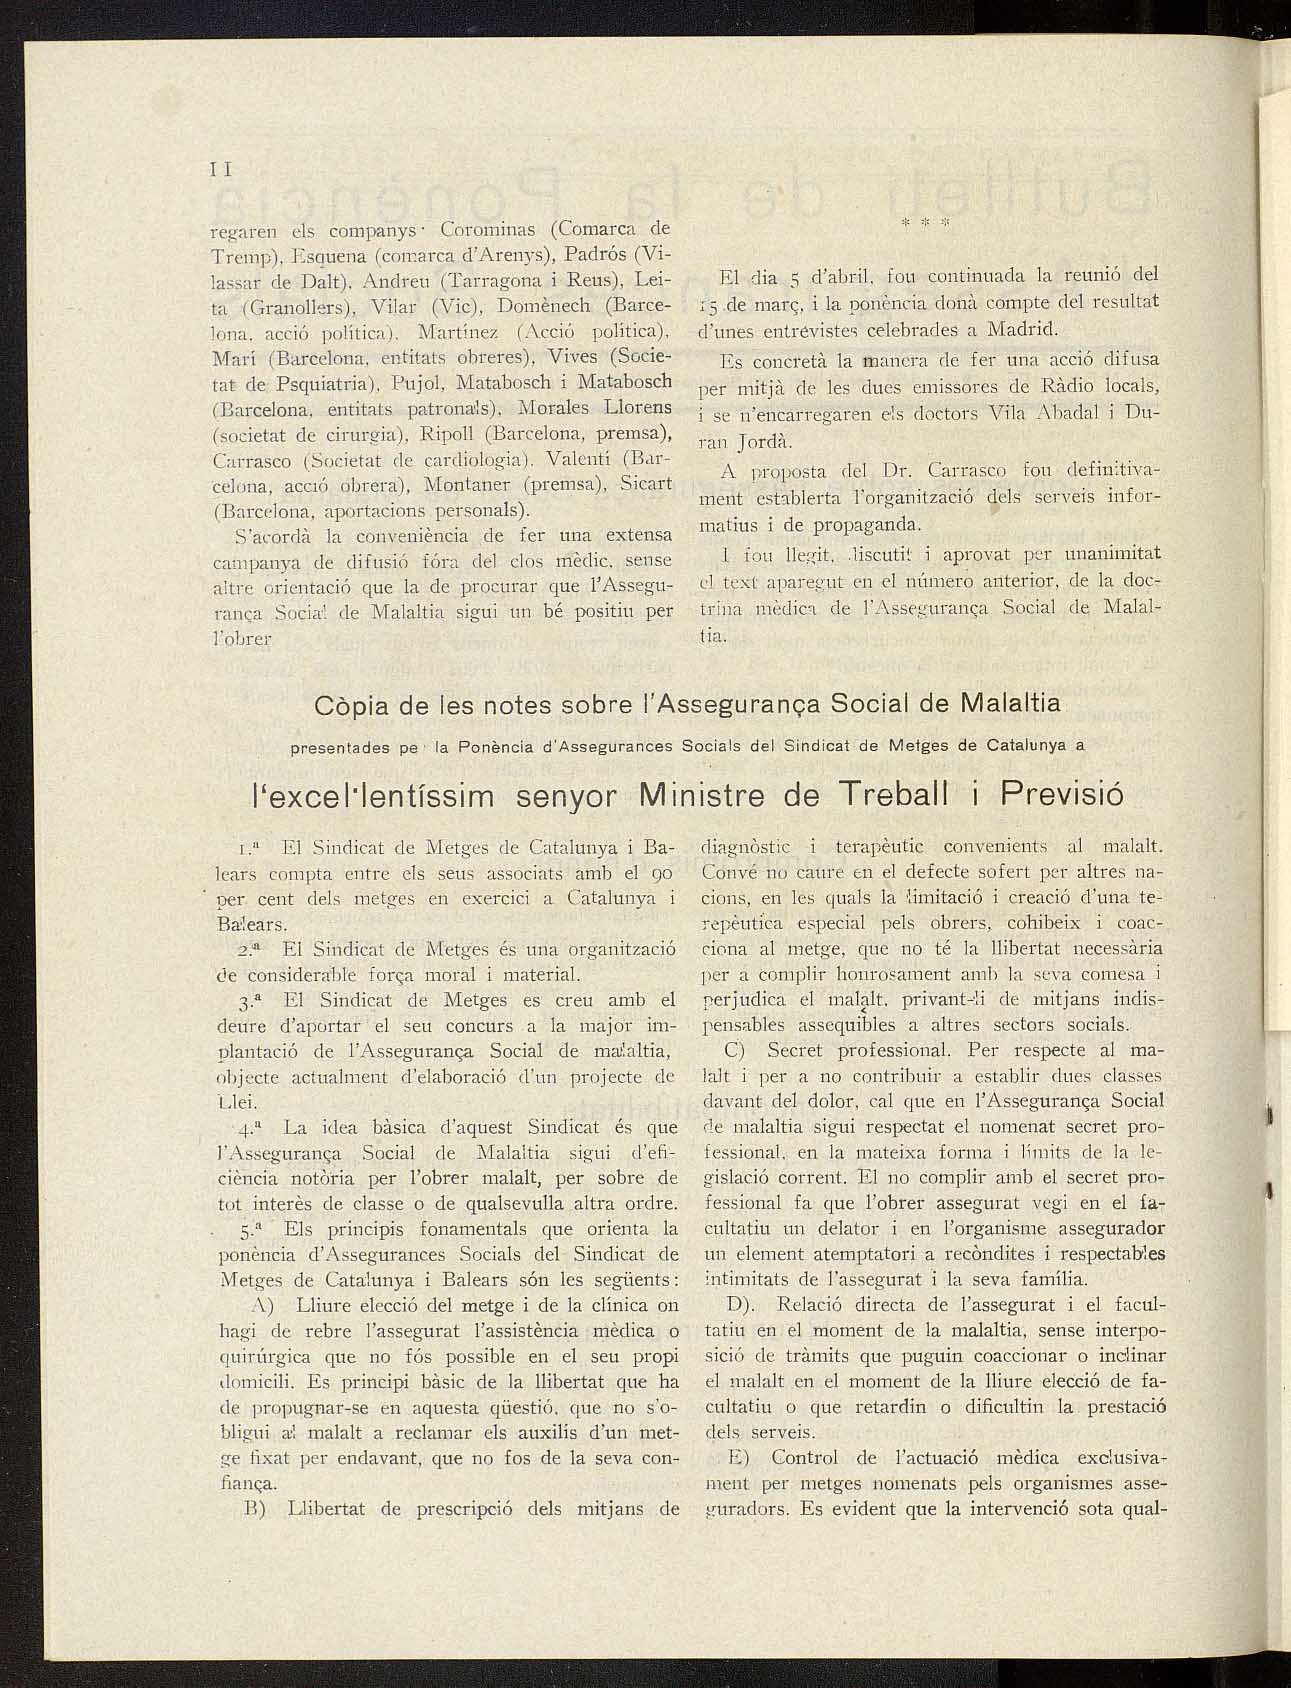 II
regaren els companys· Corominas (Comarca de
Tremp), Esquena (comarca d'Arenys), Padrós (Vi-
lassar de Dalt), Andreu (Tarragona i Reus), Lei-
ta (Granollers), Vilar (Vic), Domènech (Barce-
lona, acció política), Martínez (Acció política),
Marí (Barcelona, entitats obreres), Vives (Socie-
tat de Psquiatria), Pujol, Matabosch i Matabosch
(Barcelona, entitats patronals), Morales Llorens
(societat de cirurgia), Ripoll (Barcelona, premsa),
Carrasco (Societat de cardiologia). Valentí (Bar-
celona, acció obrera), Montaner (premsa), Sicart
(Barcelona, aportacions personals).
S'acordà la conveniència de fer una extensa
campanya de difusió fóra del clos mèdic, sense
altre orientació que la de procurar que l'Assegu-
rança Social de Malaltia sigui un bé positiu per
l'obrer
* * *
El dia 5 d'abril, fou continuada la reunió del
15 de març, i la ponència donà compte del resultat
d'unes entrevistes celebrades a Madrid.
Es concretà la manera de fer una acció difusa
per mitjà de les dues emissores de Ràdio locals,
i se n'encarregaren els doctors Vila Abadal i Du-
ran Jordà.
A proposta del Dr. Carrasco fou definitiva-
ment establerta l'organització dels serveis infor-
matius i de propaganda.
I fou llegit, discutit i aprovat per unanimitat
el text aparegut en el número anterior, de la doc-
trina mèdica de l'Assegurança Social de Malal-
tia.
Còpia de les notes sobre l'Assegurança Social de Malaltia
presentades pe la Ponència d'Assegurances Socials del Sindicat de Metges de Catalunya a
l'excel·lentíssim senyor Ministre de Treball i Previsió
1.ª El Sindicat de Metges de Catalunya i Ba-
lears compta entre els seus associats amb el 90
per cent dels metges en exercici a Catalunya i
Balears.
2.ª El Sindicat de Metges és una organització
de considerable força moral i material.
3.ª El Sindicat de Metges es creu amb el
deure d'aportar el seu concurs a la major im-
plantació de l'Assegurança Social de malaltia,
objecte actualment d'elaboració d'un projecte de
Llei.
4.ª La idea bàsica d'aquest Sindicat és que
l'Assegurança Social de Malaltia sigui d'efi-
ciència notòria per l'obrer malalt, per sobre de
tot interès de classe o de qualsevulla altra ordre.
5.ª Els principis fonamentals que orienta la
ponència d'Assegurances Socials del Sindicat de
Metges de Catalunya i Balears són les següents:
A) Lliure elecció del metge i de la clínica on
hagi de rebre l'assegurat l'assistència mèdica o
quirúrgica que no fós possible en el seu propi
domicili. Es principi bàsic de la llibertat que ha
de propugnar-se en aquesta qüestió, que no s'o-
bligui al malalt a reclamar els auxilis d'un met-
ge fixat per endavant, que no fos de la seva con-
fiança.
B) Llibertat de prescripció dels mitjans de
diagnòstic i terapèutic convenients al malalt.
Convé no caure en el defecte sofert per altres na-
cions, en les quals la limitació i creació d'una te-
repèutica especial pels obrers, cohibeix i coac-
ciona al metge, que no té la llibertat necessària
per a complir honrosament amb la seva comesa i
perjudica el malalt, privant-li de mitjans indis-
pensables assequibles a altres sectors socials.
C) Secret professional. Per respecte al ma-
lalt i per a no contribuir a establir dues classes
davant del dolor, cal que en l'Assegurança Social
de malaltia sigui respectat el nomenat secret pro-
fessional, en la mateixa forma i límits de la le-
gislació corrent. El no complir amb el secret pro-
fessional fa que l'obrer assegurat vegi en el fa-
cultatiu un delator i en l'organisme assegurador
un element atemptatori a recòndites i respectables
intimitats de l'assegurat i la seva família.
D). Relació directa de l'assegurat i el facul-
tatiu en el moment de la malaltia, sense interpo-
sició de tràmits que puguin coaccionar o inclinar
el malalt en el moment de la lliure elecció de fa-
cultatiu o que retardin o dificultin la prestació
dels serveis.
E) Control de l'actuació mèdica exclusiva-
ment per metges nomenats pels organismes asse-
guradors. Es evident que la intervenció sota qual-